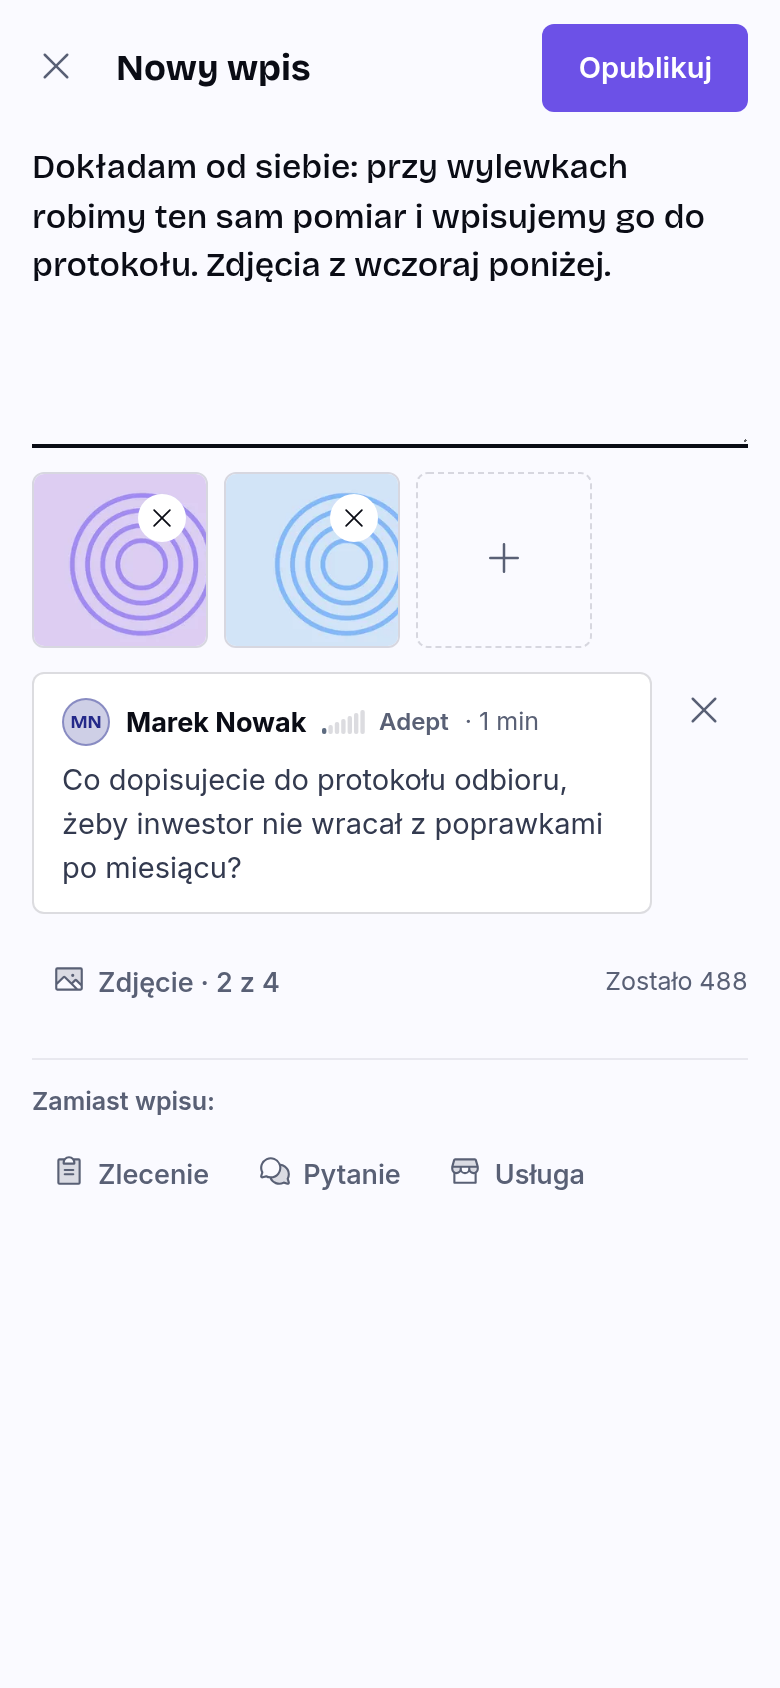 Nowy wpis
Opublikuj
Dokładam od siebie: przy wylewkach
robimy ten sam pomiar i wpisujemy go do
protokołu. Zdjęcia z wczoraj poniżej.
MN Marek Nowak Adept · 1 min
Co dopisujecie do protokołu odbioru,
żeby inwestor nie wracał z poprawkami
po miesiącu?
Zdjęcie · 2 z 4
Zostało 488
Zamiast wpisu:
Zlecenie Pytanie Usługa